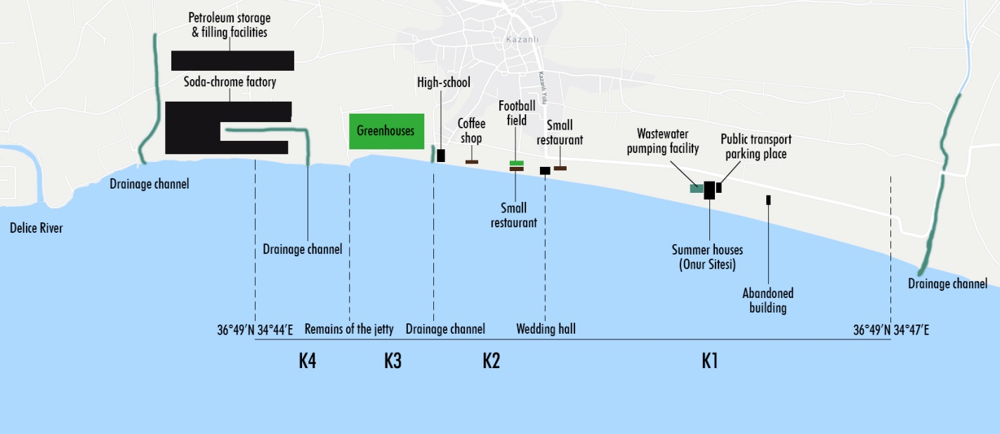 Petroleum storage
& filling facilities
Kazanlı
Soda-chrome factory
High-school
Kazanlı Yolu
Football
field
Coffee
shop
Small
restaurant
Greenhouses
Wastewater
pumping facility
Public transport
parking place
Drainage channel
Small
restaurant
Delice River
Drainage channel
Summer houses
(Onur Sitesi)
Abandoned
building
Drainage channel
36°49'N 34°44'E
Remains of the jetty
Drainage channel
Wedding hall
36°49'N 34°47'E
K4
K3
K2
K1